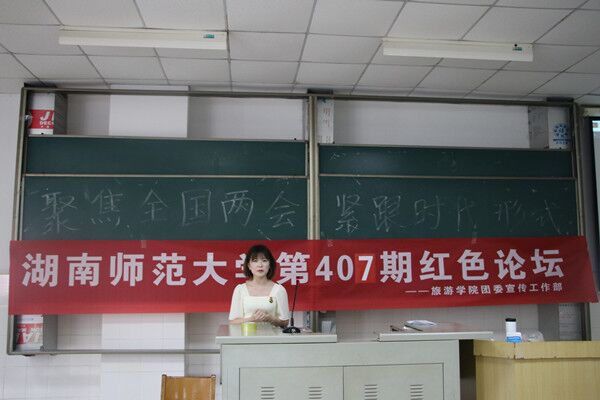 聚焦全国两会 紧跟时代形式
湖南师范大学第407期红色论坛
——旅游学院团委宣传工作部